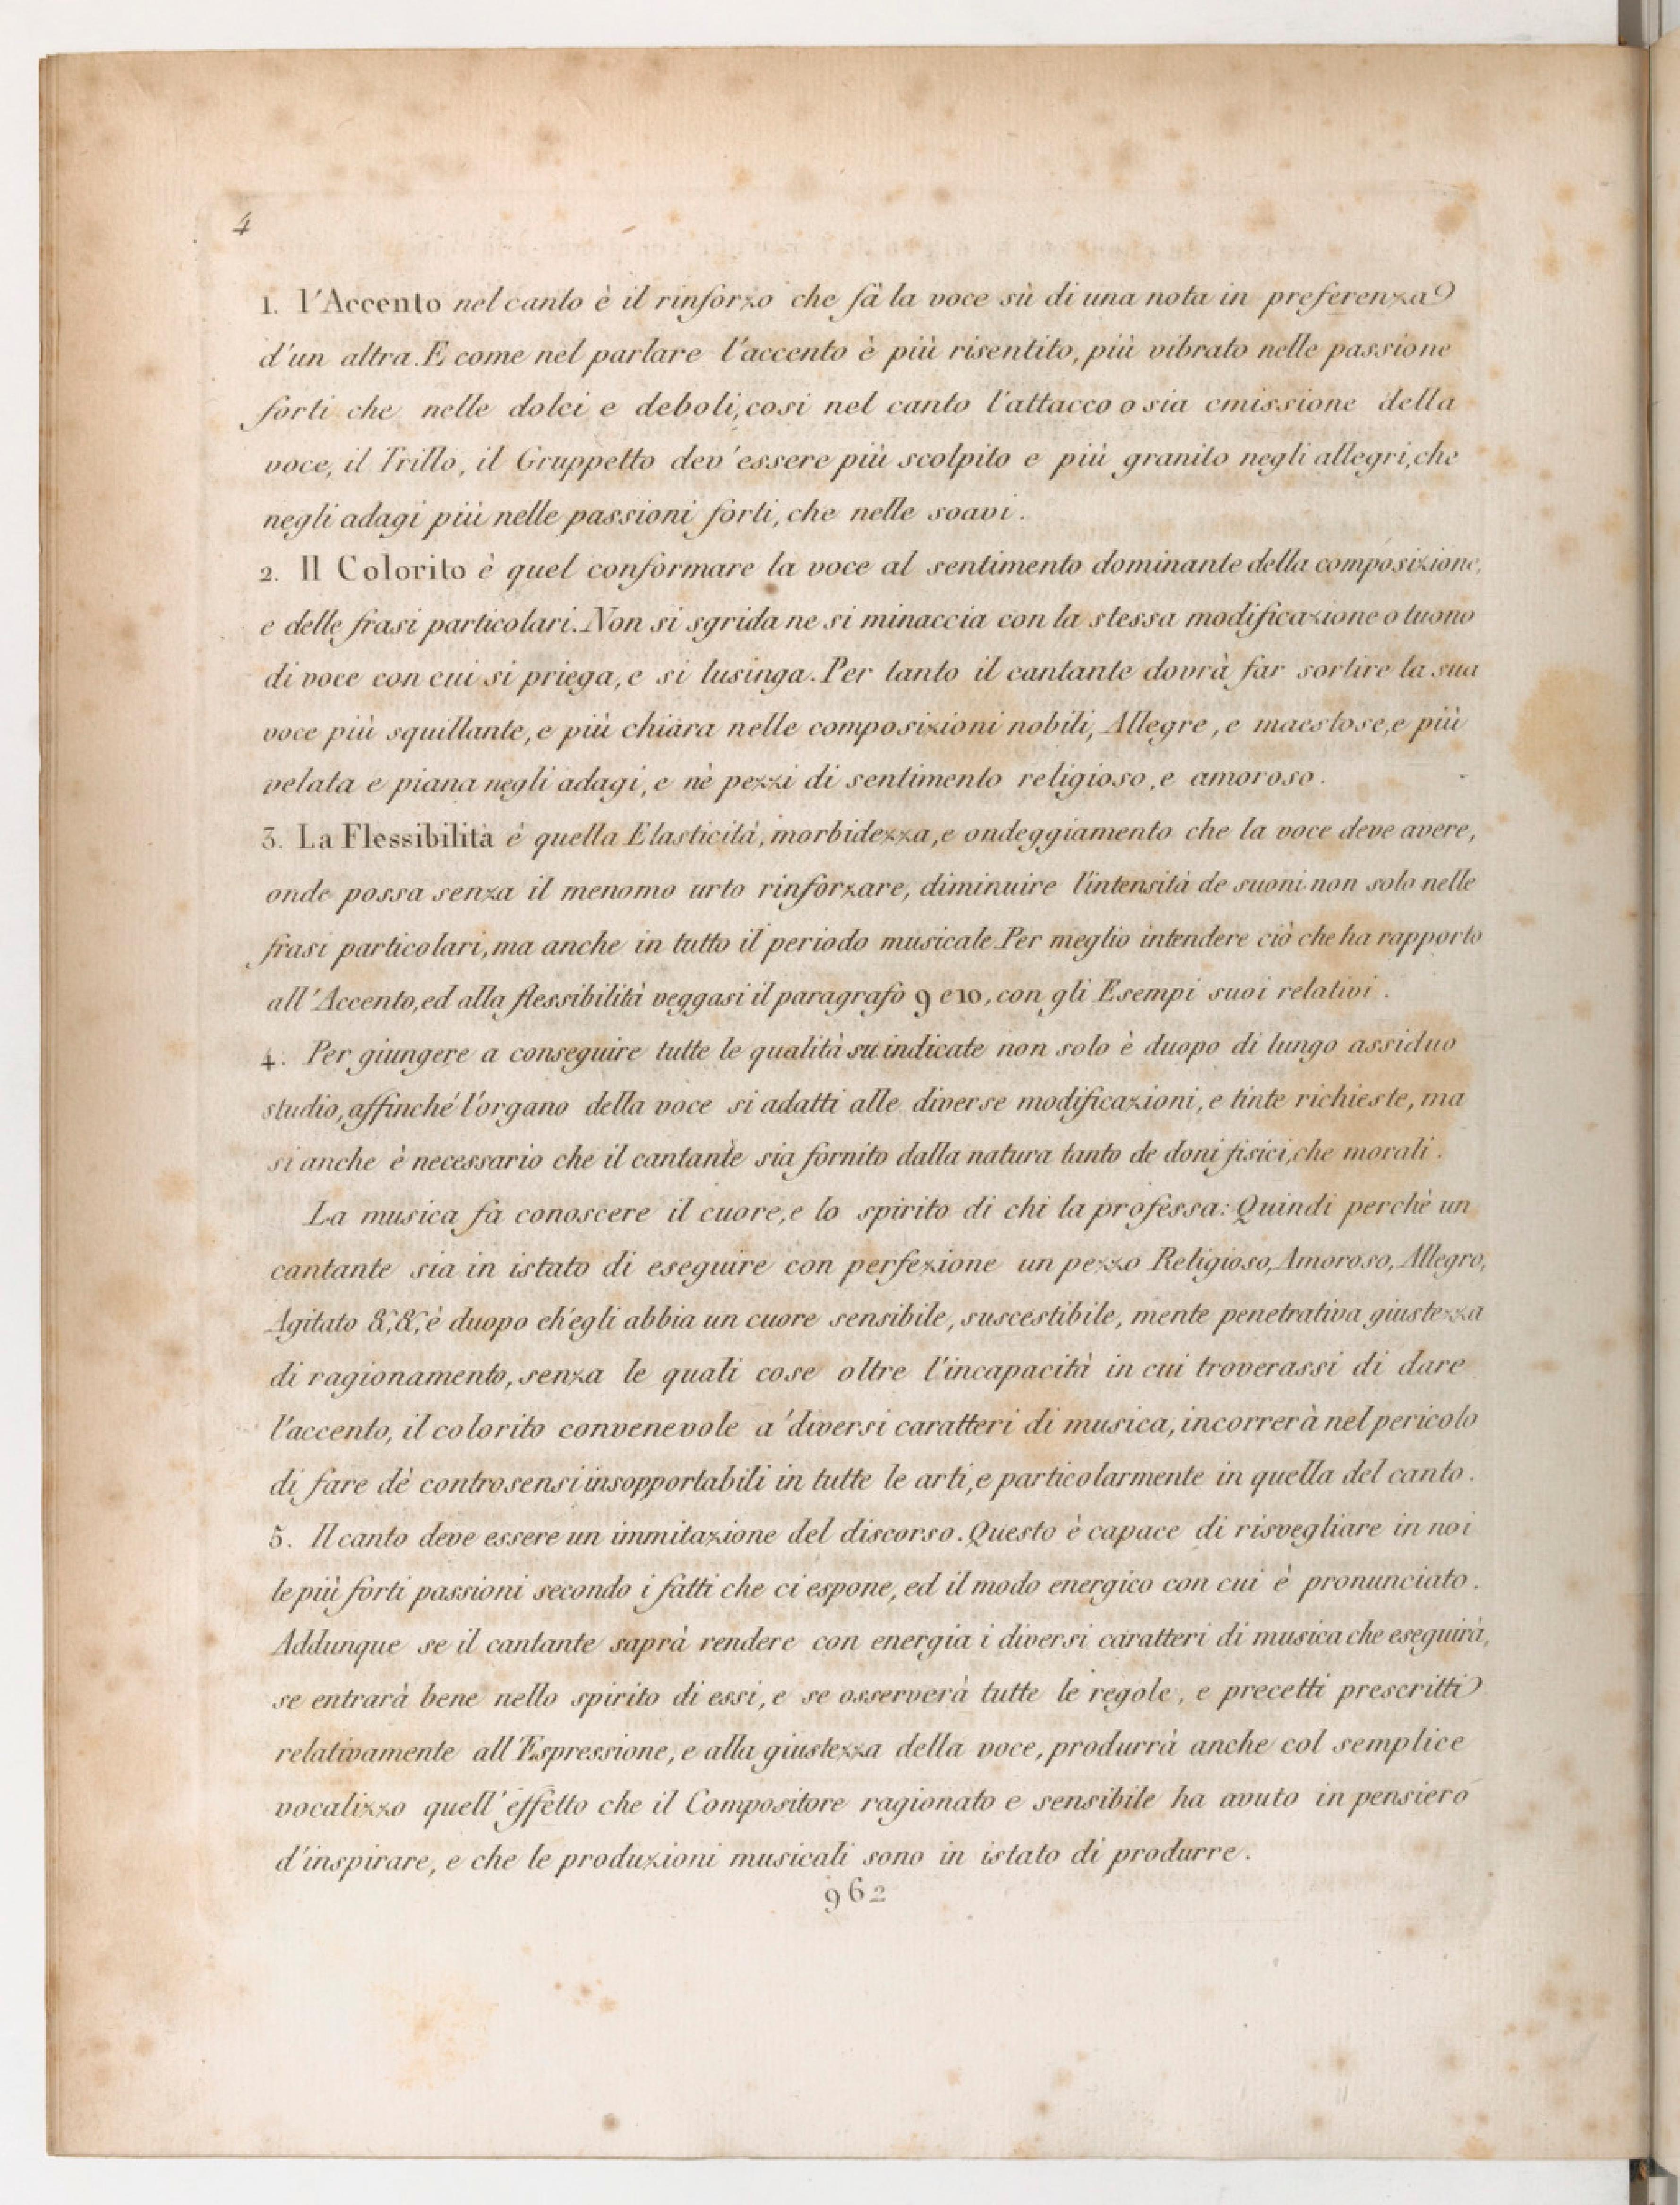 4
1. l'Accento nel canto è il rinforzo che fà la voce sù di una nota in preferenza
d'un altra. E come nel parlare l'accento è più risentito, più vibrato nelle passione
forti che nelle dolci e deboli, cosi nel canto l'attacco o sia emissione della
voce, il Trillo, il Gruppetto dev'essere più scolpito e più granito negli allegri, che
negli adagi più nelle passioni forti, che nelle soavi.
2. Il Colorito è quel conformare la voce al sentimento dominante della composizione,
e delle frasi particolari. Non si sgrida ne si minaccia con la stessa modificazione o tuono
di voce con cui si priega, e si lusinga. Per tanto il cantante dovrà far sortire la sua
voce più squillante, e più chiara nelle composizioni nobili, Allegre, e maestose, e più
velata e piana negli adagi, e nè pezzi di sentimento religioso, e amoroso.
3. La Flessibilità è quella Elasticità, morbidezza, e ondeggiamento che la voce deve avere,
onde possa senza il menomo urto rinforzare, diminuire l'intensità de suoni non solo nelle
frasi particolari, ma anche in tutto il periodo musicale. Per meglio intendere ciò che ha rapporto
all'Accento, ed alla flessibilità veggasi il paragrafo 9 e 10, con gli Esempi suoi relativi.
4. Per giungere a conseguire tutte le qualità su indicate non solo è duopo di lungo assiduo
studio, affinché l'organo della voce si adatti alle diverse modificazioni, e tinte richieste, ma
si anche è necessario che il cantante sia fornito dalla natura tanto de doni fisici, che morali.
La musica fà conoscere il cuore, e lo spirito di chi la professa: Quindi perchè un
cantante sia in istato di eseguire con perfezione un pezzo Religioso, Amoroso, Allegro,
Agitato &, &, è duopo ch'egli abbia un cuore sensibile, suscestibile, mente penetrativa giustezza
di ragionamento, senza le quali cose oltre l'incapacità in cui troverassi di dare
l'accento, il colorito convenevole a'diversi caratteri di musica, incorrerà nel pericolo
di fare dè controsensi insopportabili in tutte le arti, e particolarmente in quella del canto.
5. Il canto deve essere un immitazione del discorso. Questo è capace di risvegliare in noi
le più forti passioni secondo i fatti che ci espone, ed il modo energico con cui è pronunciato.
Addunque se il cantante saprà rendere con energia i diversi caratteri di musica che eseguirà,
se entrarà bene nello spirito di essi, e se osserverà tutte le regole, e precetti prescritti
relativamente all'Espressione, e alla giustezza della voce, produrrà anche col semplice
vocalizzo quell'effetto che il Compositore ragionato e sensibile ha avuto in pensiero
d'inspirare, e che le produzioni musicali sono in istato di produrre.
962